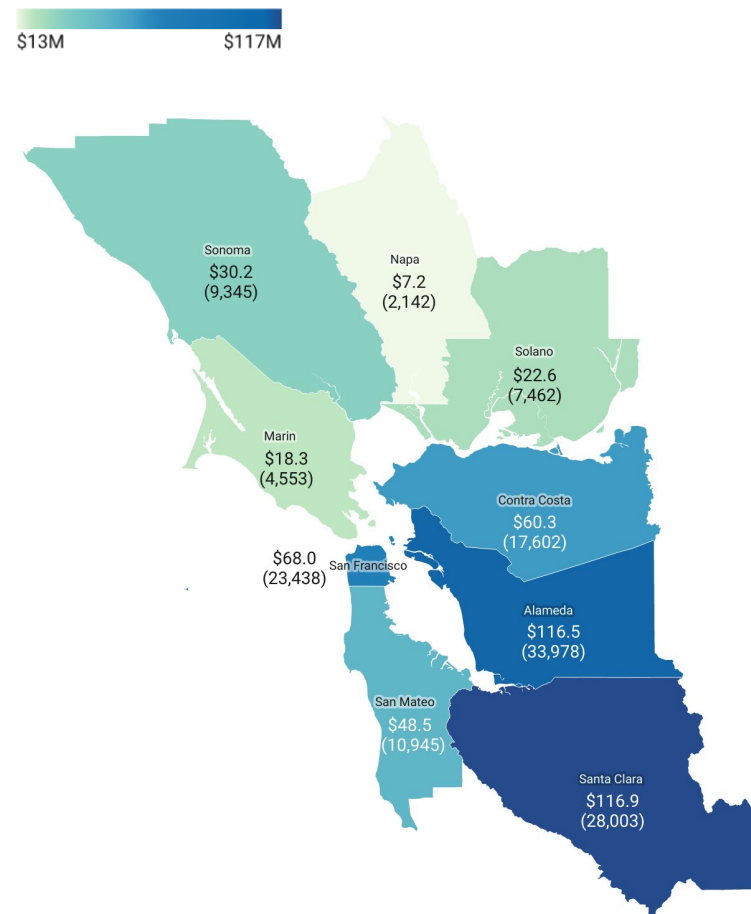 $13M $117M
Sonoma
$30.2
(9,345)
Napa
$7.2
(2,142)
Solano
$22.6
(7,462)
Marin
$18.3
(4,553)
Contra Costa
$60.3
(17,602)
$68.0
(23,438)
San Francisco
Alameda
$116.5
(33,978)
San Mateo
$48.5
(10,945)
Santa Clara
$116.9
(28,003)